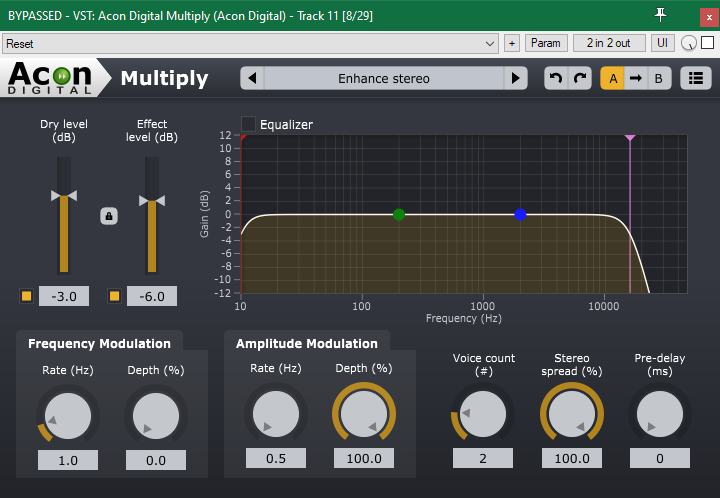 BYPASSED - VST: Acon Digital Multiply (Acon Digital) - Track 11 [8/29]
x
Reset
+
Param
2 in 2 out
UI
Acon
DIGITAL
Multiply
Enhance stereo
A
B
Dry level
(dB)
Effect
level (dB)
-3.0
-6.0
Equalizer
Gain (dB)
12
10
8
6
4
2
0
-2
-4
-6
-8
-10
-12
10
100
1000
10000
Frequency (Hz)
Frequency Modulation
Rate (Hz)
Depth (%)
1.0
0.0
Amplitude Modulation
Rate (Hz)
Depth (%)
0.5
100.0
Voice count
(#)
Stereo
spread (%)
Pre-delay
(ms)
2
100.0
0